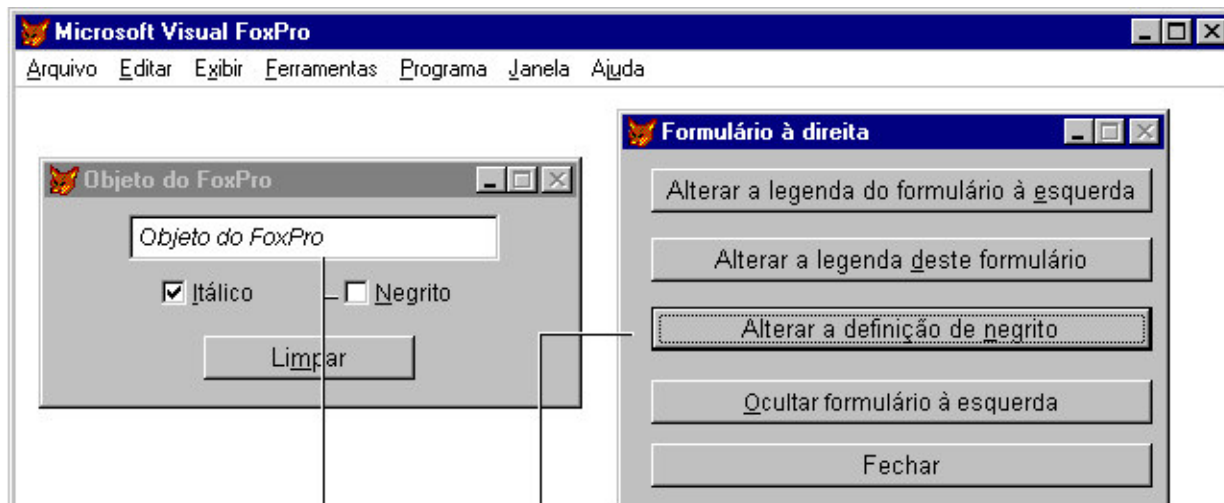 Microsoft Visual FoxPro
Arquivo Editar Exibir Ferramentas Programa Janela Ajuda
Objeto do FoxPro
Objeto do FoxPro
Itálico Negrito
Limpar
Formulário à direita
Alterar a legenda do formulário à esquerda
Alterar a legenda deste formulário
Alterar a definição de negrito
Ocultar formulário à esquerda
Fechar